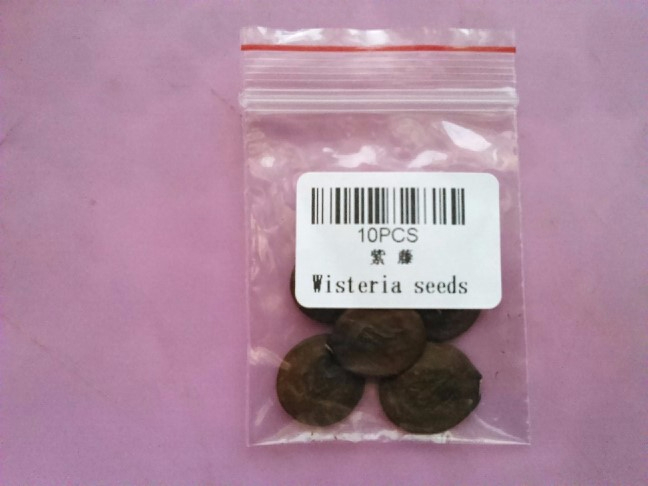 10PCS
紫 藤
Wisteria seeds